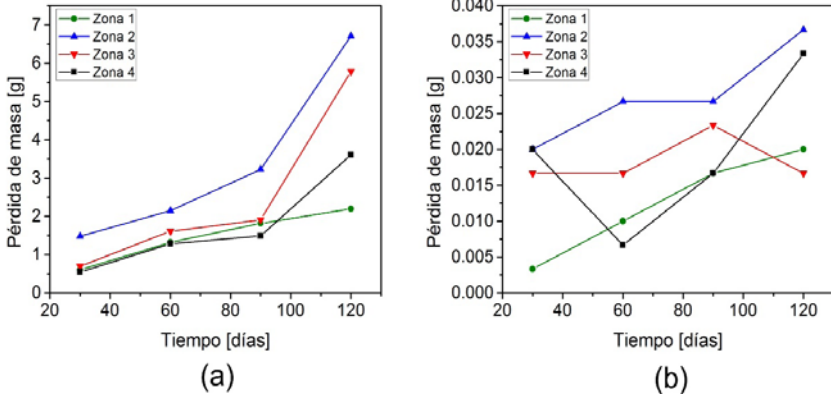 Zona 1
Zona 2
Zona 3
Zona 4
Pérdida de masa [g]
7
6
5
4
3
2
1
0
20 40 60 80 100 120
Tiempo [días]
(a)
Zona 1
Zona 2
Zona 3
Zona 4
Pérdida de masa [g]
0.040
0.035
0.030
0.025
0.020
0.015
0.010
0.005
0.000
20 40 60 80 100 120
Tiempo [días]
(b)